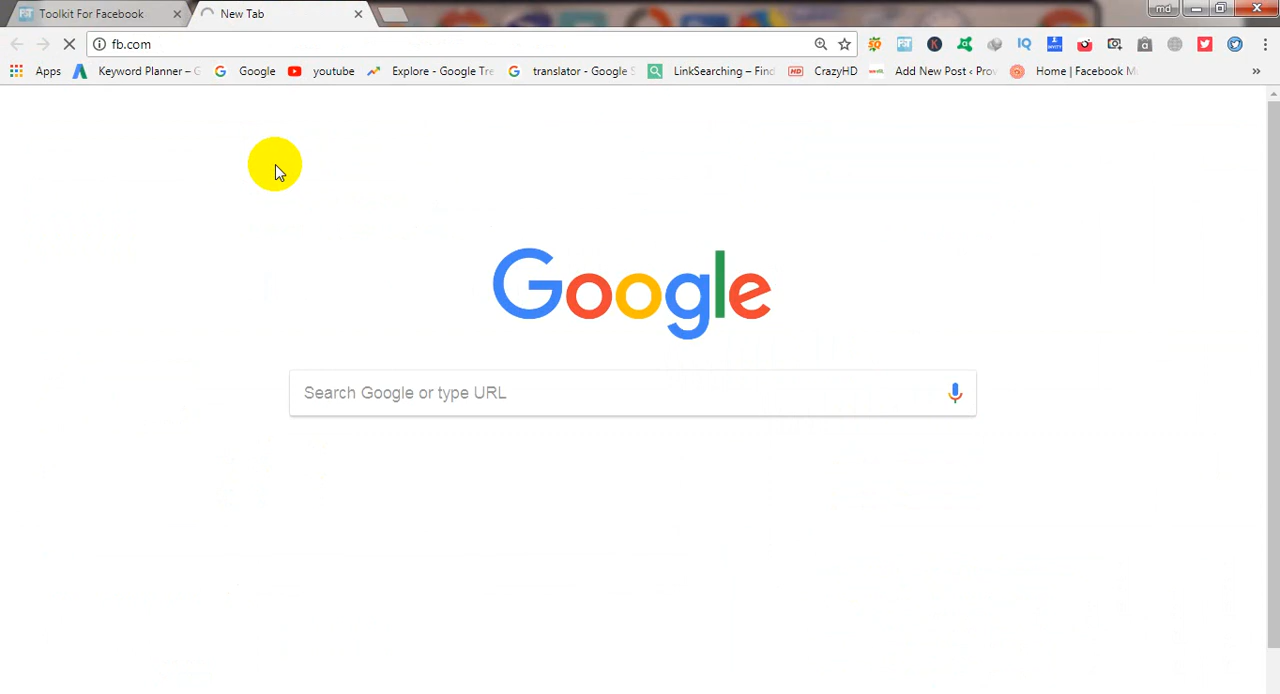 Toolkit For Facebook
New Tab
md
fb.com
Apps
Keyword Planner – G
Google
youtube
Explore - Google Tre
translator - Google S
LinkSearching – Find
HD CrazyHD
Add New Post ‹ Prov
Home | Facebook M
Google
Search Google or type URL